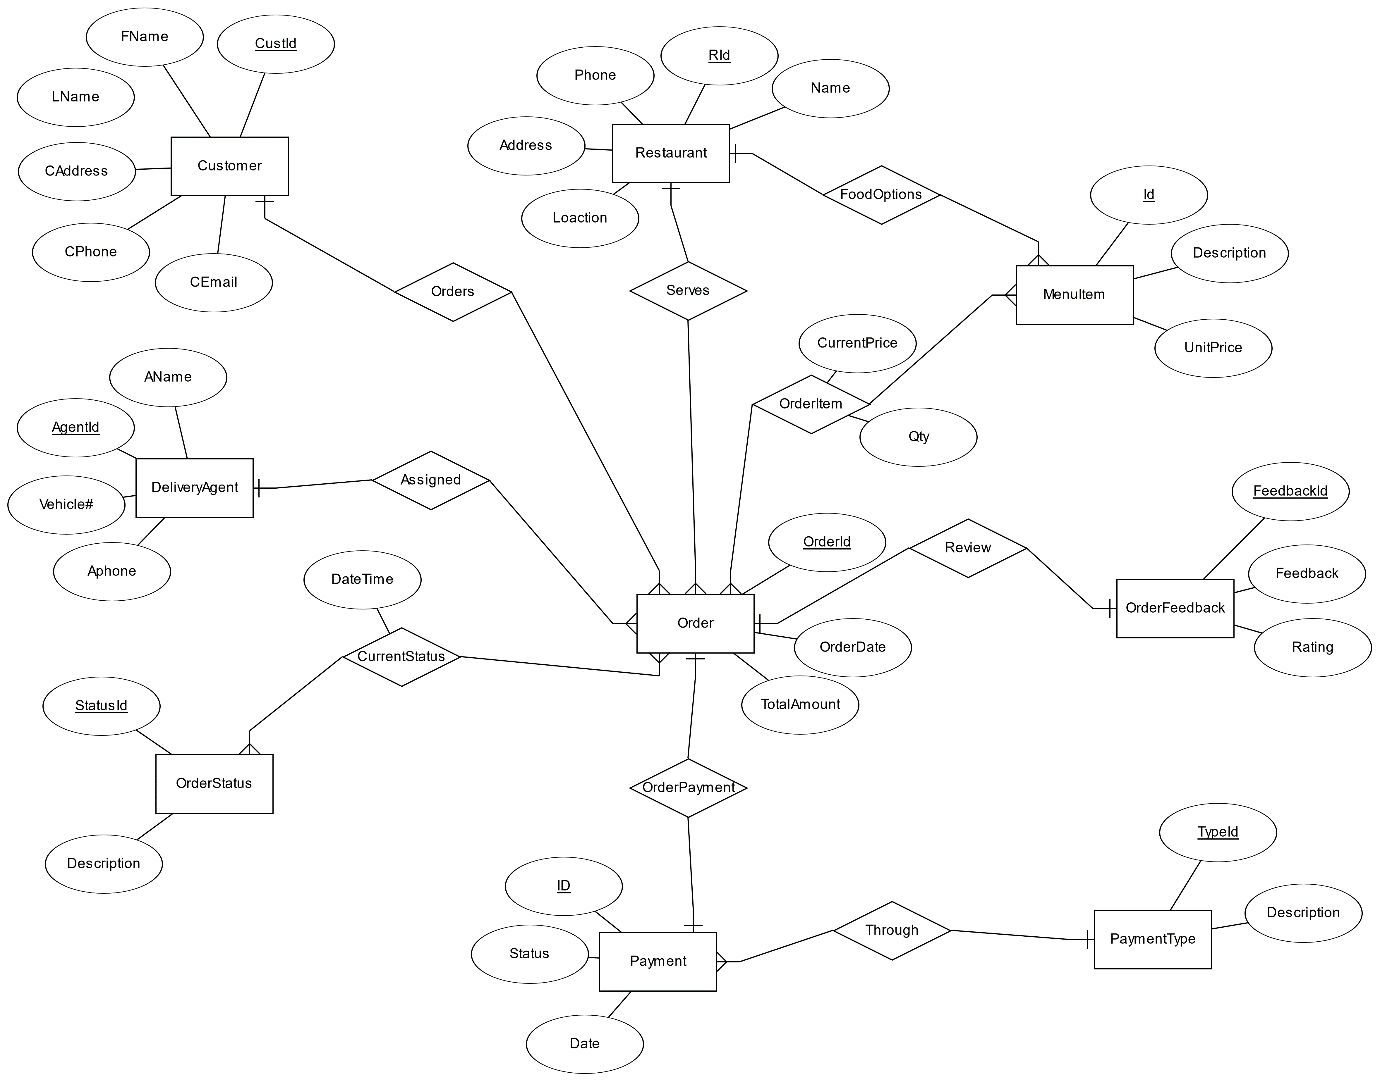 FName
CustId
LName
Customer
CAddress
CPhone
CEmail
Phone
RId
Name
Address
Restaurant
Loaction
FoodOptions
Id
Description
MenuItem
UnitPrice
Orders
Serves
CurrentPrice
OrderItem
Qty
AName
AgentId
DeliveryAgent
Vehicle#
Aphone
Assigned
OrderId
Review
FeedbackId
Feedback
OrderFeedback
Rating
DateTime
CurrentStatus
Order
OrderDate
TotalAmount
StatusId
OrderStatus
Description
OrderPayment
ID
Status
Payment
Date
Through
TypeId
Description
PaymentType